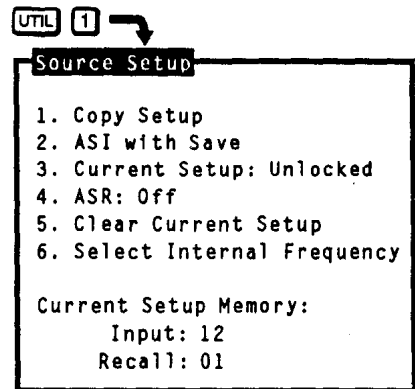 UTIL 1
Source Setup
1. Copy Setup
2. ASI with Save
3. Current Setup: Unlocked
4. ASR: Off
5. Clear Current Setup
6. Select Internal Frequency
Current Setup Memory:
Input: 12
Recall: 01